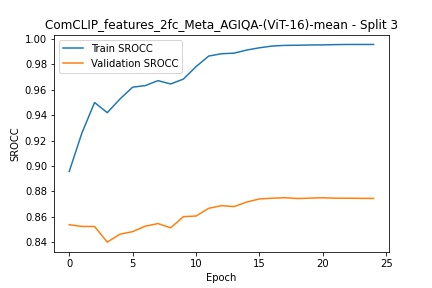 ComCLIP_features_2fc_Meta_AGIQA-(ViT-16)-mean - Split 3
1.00
0.98
0.96
0.94
0.92
0.90
0.88
0.86
0.84
SROCC
Train SROCC
Validation SROCC
0 5 10 15 20 25
Epoch